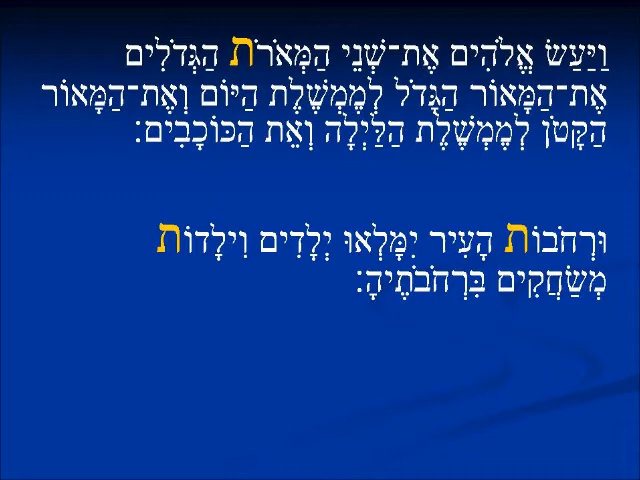 וַיַּעַשׂ אֱלֹהִים אֶת־שְׁנֵי הַמְּאֹרֹת הַגְּדֹלִים
אֶת־הַמָּאוֹר הַגָּדֹל לְמֶמְשֶׁלֶת הַיּוֹם וְאֶת־הַמָּאוֹר
הַקָּטֹן לְמֶמְשֶׁלֶת הַלַּיְלָה וְאֵת הַכּוֹכָבִים׃
וּרְחֹבוֹת הָעִיר יִמָּלְאוּ יְלָדִים וִילָדוֹת
מְשַׂחֲקִים בִּרְחֹבֹתֶיהָ׃